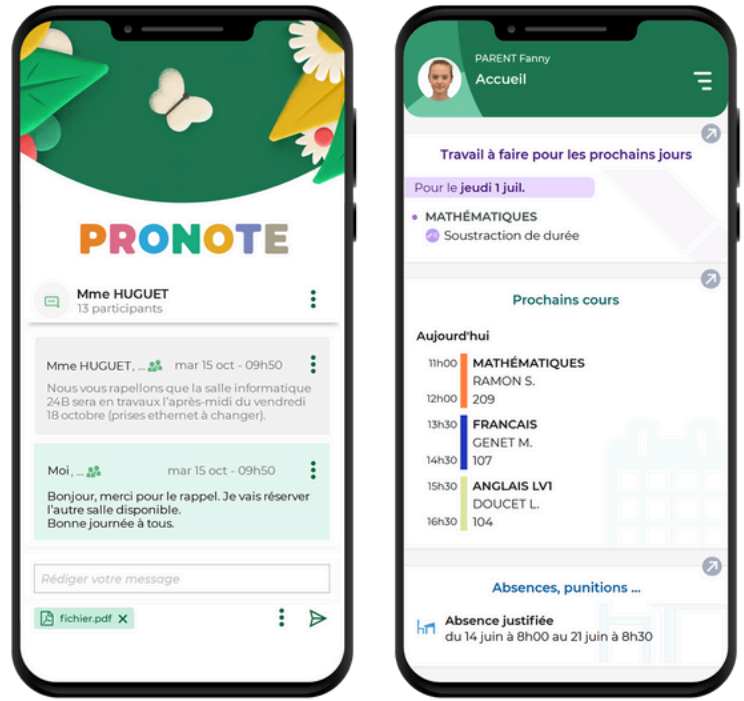 PRONOTE
Mme HUGUET
13 participants
Mme HUGUET, ... mar 15 oct - 09h50
Nous vous rapellons que la salle informatique
24B sera en travaux l'après-midi du vendredi
18 octobre (prises ethernet à changer).
Moi, ... mar 15 oct - 09h50
Bonjour, merci pour le rappel. Je vais réserver
l'autre salle disponible.
Bonne journée à tous.
Rédiger votre message
fichier.pdf X
PARENT Fanny
Accueil
Travail à faire pour les prochains jours
Pour le jeudi 1 juil.
MATHÉMATIQUES
Soustraction de durée
Prochains cours
Aujourd'hui
11h00 MATHÉMATIQUES
RAMON S.
12h00 209
13h30 FRANCAIS
GENET M.
14h30 107
15h30 ANGLAIS LV1
DOUCET L.
16h30 104
Absences, punitions ...
Absence justifiée
du 14 juin à 8h00 au 21 juin à 8h30